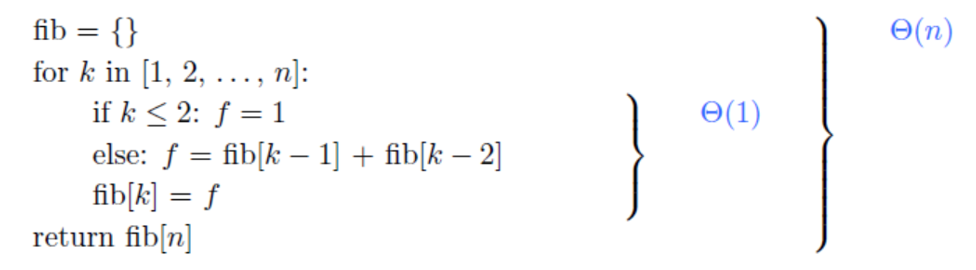 fib = {}
for k in [1, 2, . . . , n]:
if k ≤ 2: f = 1
else: f = fib[k − 1] + fib[k − 2]
fib[k] = f
return fib[n]
Θ(1)
Θ(n)